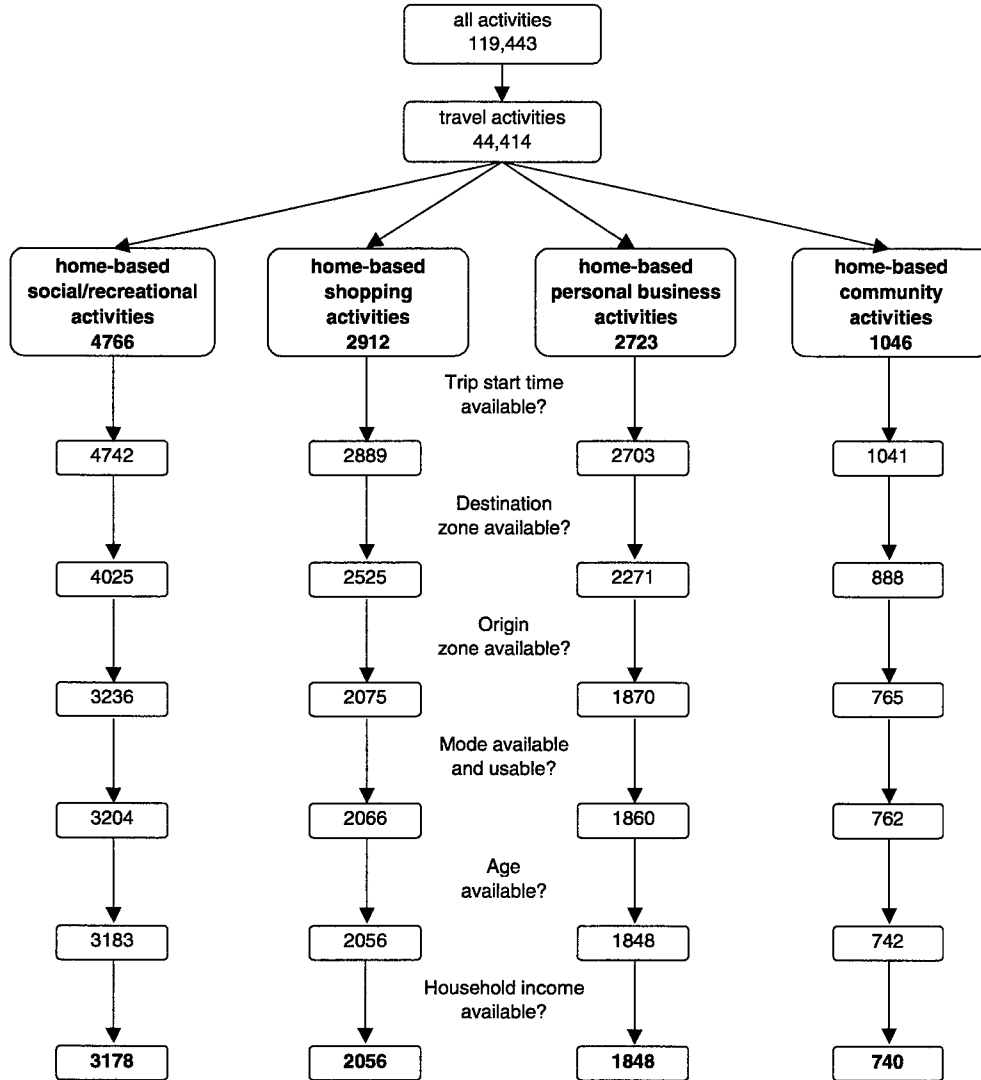 all activities
119,443
travel activities
44,414
home-based
social/recreational
activities
4766
home-based
shopping
activities
2912
home-based
personal business
activities
2723
home-based
community
activities
1046
Trip start time
available?
4742
2889
2703
1041
Destination
zone available?
4025
2525
2271
888
Origin
zone available?
3236
2075
1870
765
Mode available
and usable?
3204
2066
1860
762
Age
available?
3183
2056
1848
742
Household income
available?
3178
2056
1848
740